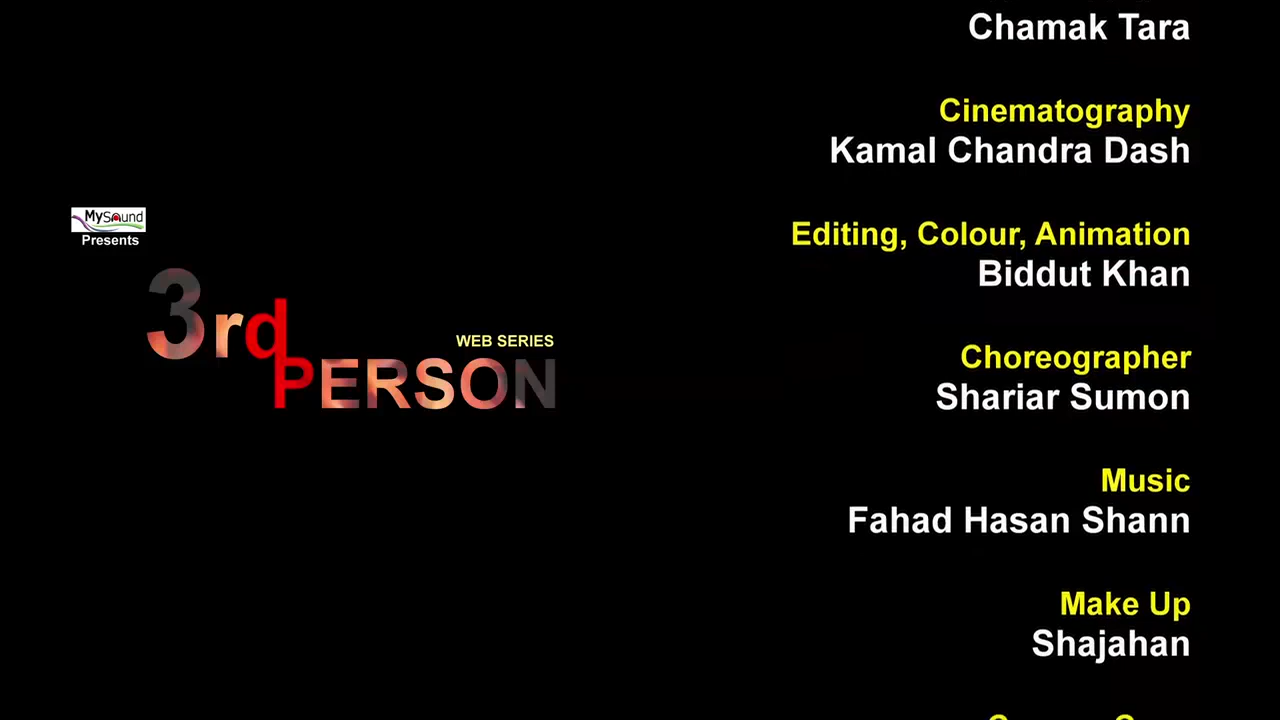 MySound
Presents
3rd
WEB SERIES
PERSON
Chamak Tara
Cinematography
Kamal Chandra Dash
Editing, Colour, Animation
Biddut Khan
Choreographer
Shariar Sumon
Music
Fahad Hasan Shann
Make Up
Shajahan